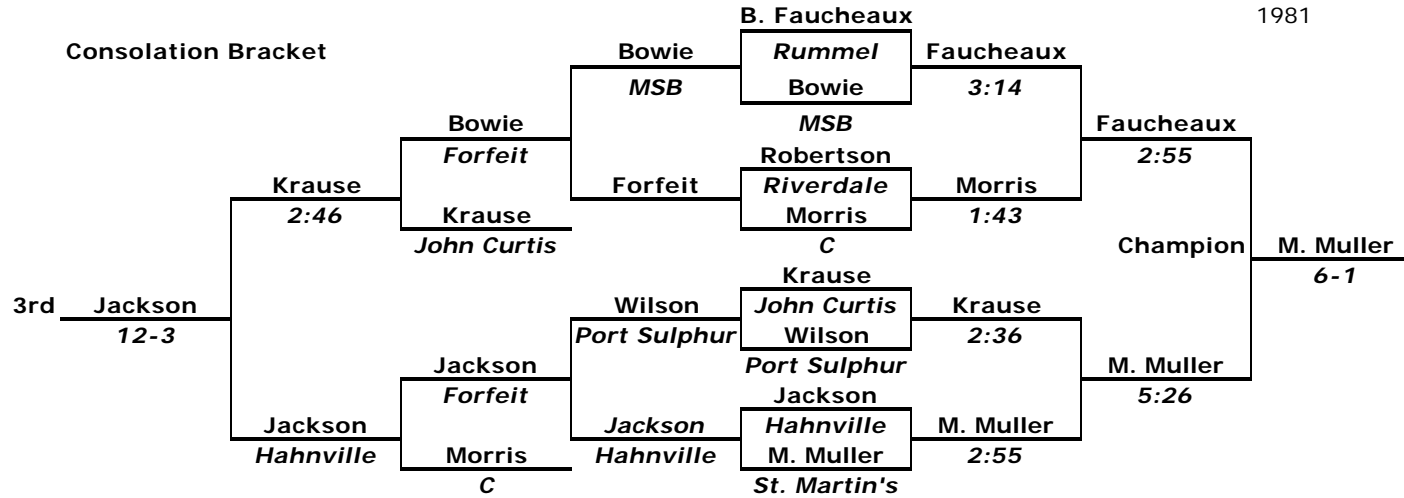 B. Faucheaux 1981
Consolation Bracket Bowie Rummel Faucheaux
MSB Bowie 3:14
Bowie MSB Faucheaux
Forfeit Robertson 2:55
Krause Forfeit Riverdale Morris
2:46 Krause Morris 1:43
John Curtis C Champion M. Muller
Krause 6-1
3rd Jackson Wilson John Curtis Krause
12-3 Port Sulphur Wilson 2:36
Jackson Port Sulphur M. Muller
Forfeit Jackson 5:26
Jackson Jackson Hahnville M. Muller
Hahnville Morris Hahnville M. Muller 2:55
C St. Martin's